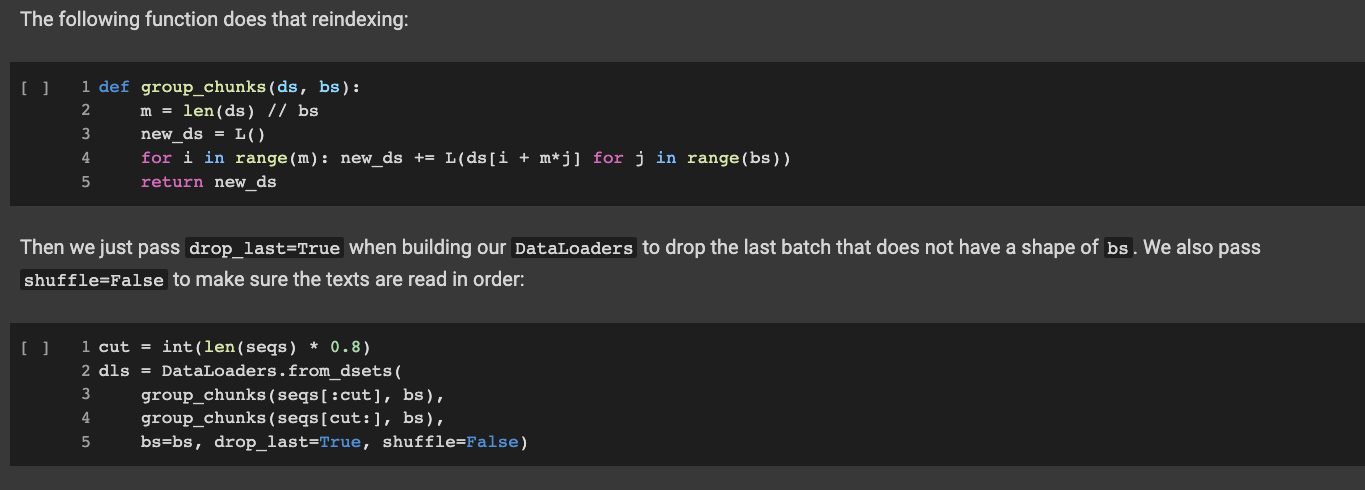 The following function does that reindexing:
[ ] 1 def group_chunks(ds, bs):
2     m = len(ds) // bs
3     new_ds = L()
4     for i in range(m): new_ds += L(ds[i + m*j] for j in range(bs))
5     return new_ds
Then we just pass drop_last=True when building our DataLoaders to drop the last batch that does not have a shape of bs. We also pass
shuffle=False to make sure the texts are read in order:
[ ] 1 cut = int(len(seqs) * 0.8)
2 dls = DataLoaders.from_dsets(
3     group_chunks(seqs[:cut], bs),
4     group_chunks(seqs[cut:], bs),
5     bs=bs, drop_last=True, shuffle=False)